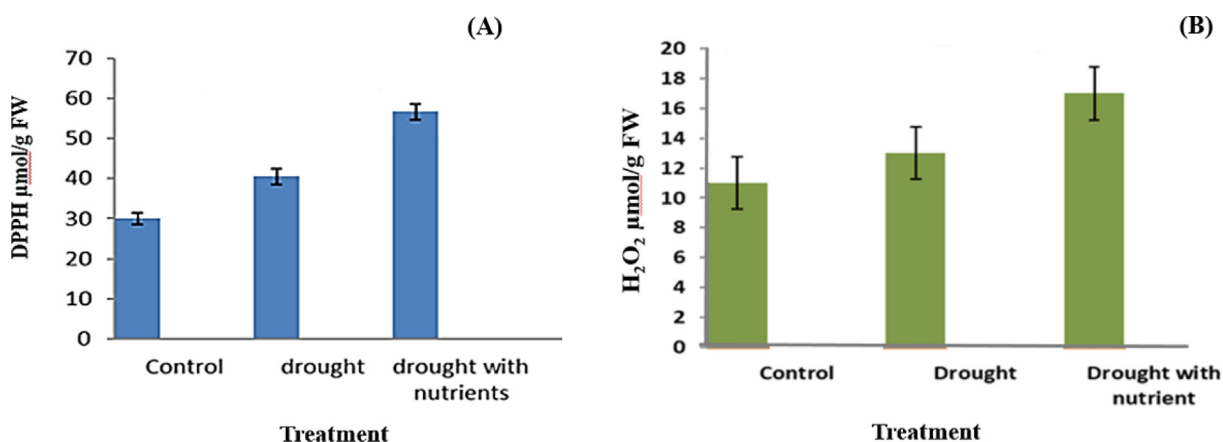 (A)
DPPH µmol/g FW
70
60
50
40
30
20
10
0
Control
drought
drought with
nutrients
Treatment
(B)
H₂O₂ µmol/g FW
20
18
16
14
12
10
8
6
4
2
0
Control
Drought
Drought with
nutrient
Treatment